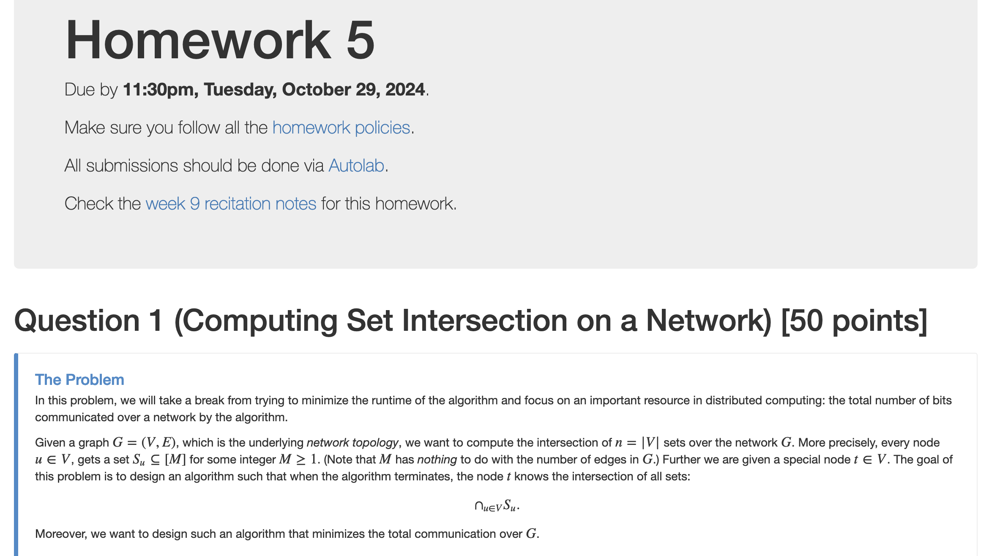 Homework 5
Due by 11:30pm, Tuesday, October 29, 2024.
Make sure you follow all the homework policies.
All submissions should be done via Autolab.
Check the week 9 recitation notes for this homework.
Question 1 (Computing Set Intersection on a Network) [50 points]
The Problem
In this problem, we will take a break from trying to minimize the runtime of the algorithm and focus on an important resource in distributed computing: the total number of bits
communicated over a network by the algorithm.
Given a graph G = (V, E), which is the underlying network topology, we want to compute the intersection of n = |V| sets over the network G. More precisely, every node
u ∈ V, gets a set Sᵤ ⊆ [M] for some integer M ≥ 1. (Note that M has nothing to do with the number of edges in G.) Further we are given a special node t ∈ V. The goal of
this problem is to design an algorithm such that when the algorithm terminates, the node t knows the intersection of all sets:
∩_{u∈V} Sᵤ.
Moreover, we want to design such an algorithm that minimizes the total communication over G.